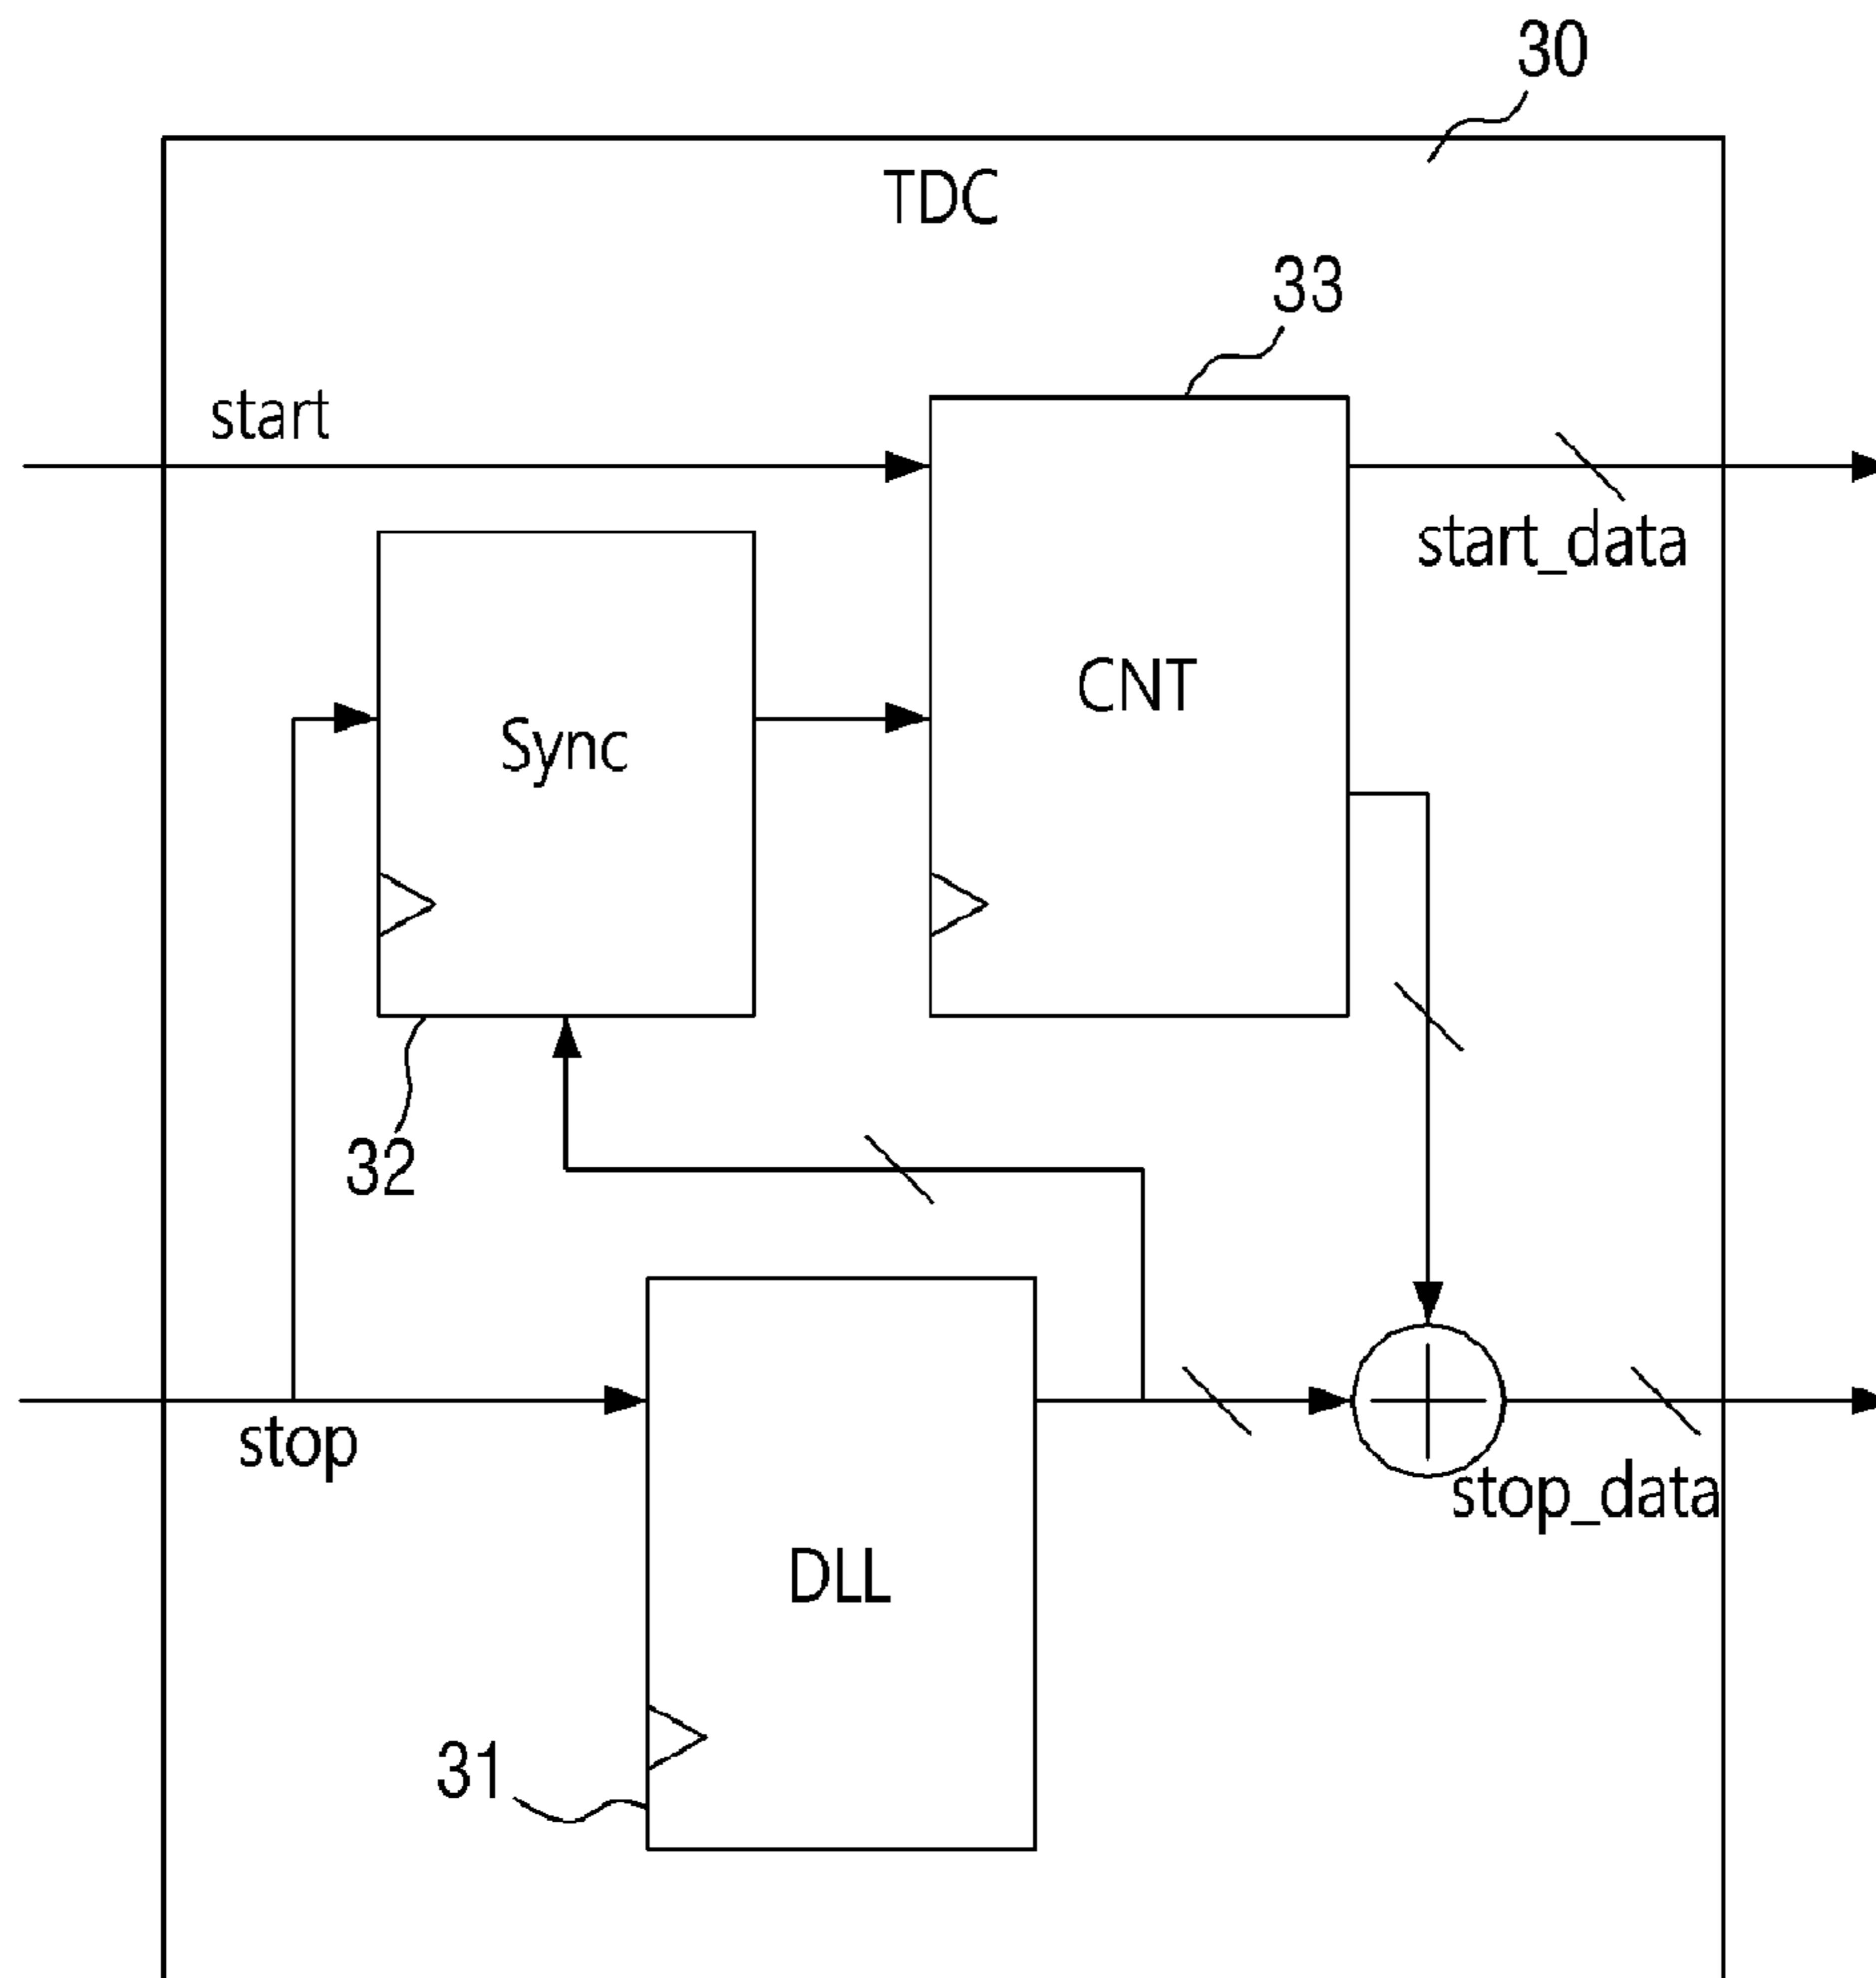 30
TDC
33
start
start_data
CNT
Sync
32
stop
stop_data
DLL
31